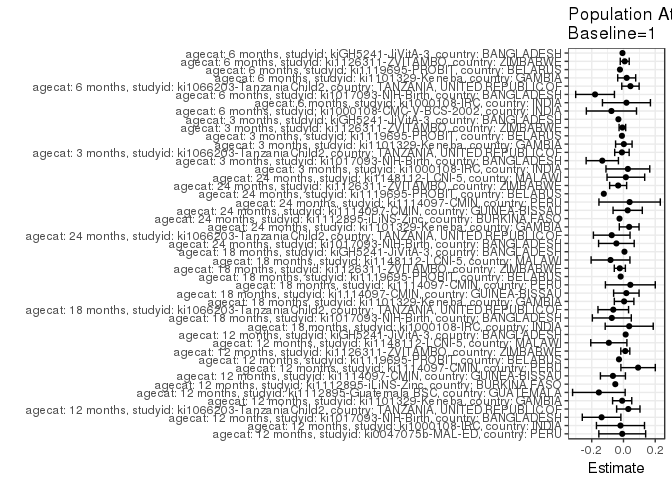 Population At
Baseline=1
agecat: 6 months, studyid: kiGH5241-JiVitA-3, country: BANGLADESH
agecat: 6 months, studyid: ki1126311-ZVITAMBO, country: ZIMBABWE
agecat: 6 months, studyid: ki1119695-PROBIT, country: BELARUS
agecat: 6 months, studyid: ki1101329-Keneba, country: GAMBIA
agecat: 6 months, studyid: ki1066203-TanzaniaChild2, country: TANZANIA, UNITED REPUBLIC OF
agecat: 6 months, studyid: ki1017093-NIH-Birth, country: BANGLADESH
agecat: 6 months, studyid: ki1000108-IRC, country: INDIA
agecat: 6 months, studyid: ki1000108-CMC-V-BCS-2002, country: INDIA
agecat: 3 months, studyid: kiGH5241-JiVitA-3, country: BANGLADESH
agecat: 3 months, studyid: ki1126311-ZVITAMBO, country: ZIMBABWE
agecat: 3 months, studyid: ki1119695-PROBIT, country: BELARUS
agecat: 3 months, studyid: ki1101329-Keneba, country: GAMBIA
agecat: 3 months, studyid: ki1066203-TanzaniaChild2, country: TANZANIA, UNITED REPUBLIC OF
agecat: 3 months, studyid: ki1017093-NIH-Birth, country: BANGLADESH
agecat: 3 months, studyid: ki1000108-IRC, country: INDIA
agecat: 24 months, studyid: ki1148112-LCNI-5, country: MALAWI
agecat: 24 months, studyid: ki1126311-ZVITAMBO, country: ZIMBABWE
agecat: 24 months, studyid: ki1119695-PROBIT, country: BELARUS
agecat: 24 months, studyid: ki1114097-CMIN, country: PERU
agecat: 24 months, studyid: ki1114097-CMIN, country: GUINEA-BISSAU
agecat: 24 months, studyid: ki1112895-iLiNS-Zinc, country: BURKINA FASO
agecat: 24 months, studyid: ki1101329-Keneba, country: GAMBIA
agecat: 24 months, studyid: ki1066203-TanzaniaChild2, country: TANZANIA, UNITED REPUBLIC OF
agecat: 24 months, studyid: ki1017093-NIH-Birth, country: BANGLADESH
agecat: 18 months, studyid: kiGH5241-JiVitA-3, country: BANGLADESH
agecat: 18 months, studyid: ki1148112-LCNI-5, country: MALAWI
agecat: 18 months, studyid: ki1126311-ZVITAMBO, country: ZIMBABWE
agecat: 18 months, studyid: ki1119695-PROBIT, country: BELARUS
agecat: 18 months, studyid: ki1114097-CMIN, country: PERU
agecat: 18 months, studyid: ki1114097-CMIN, country: GUINEA-BISSAU
agecat: 18 months, studyid: ki1101329-Keneba, country: GAMBIA
agecat: 18 months, studyid: ki1066203-TanzaniaChild2, country: TANZANIA, UNITED REPUBLIC OF
agecat: 18 months, studyid: ki1017093-NIH-Birth, country: BANGLADESH
agecat: 18 months, studyid: ki1000108-IRC, country: INDIA
agecat: 12 months, studyid: kiGH5241-JiVitA-3, country: BANGLADESH
agecat: 12 months, studyid: ki1148112-LCNI-5, country: MALAWI
agecat: 12 months, studyid: ki1126311-ZVITAMBO, country: ZIMBABWE
agecat: 12 months, studyid: ki1119695-PROBIT, country: BELARUS
agecat: 12 months, studyid: ki1114097-CMIN, country: PERU
agecat: 12 months, studyid: ki1114097-CMIN, country: GUINEA-BISSAU
agecat: 12 months, studyid: ki1112895-iLiNS-Zinc, country: BURKINA FASO
agecat: 12 months, studyid: ki1112895-Guatemala BSC, country: GUATEMALA
agecat: 12 months, studyid: ki1101329-Keneba, country: GAMBIA
agecat: 12 months, studyid: ki1066203-TanzaniaChild2, country: TANZANIA, UNITED REPUBLIC OF
agecat: 12 months, studyid: ki1017093-NIH-Birth, country: BANGLADESH
agecat: 12 months, studyid: ki1000108-IRC, country: INDIA
agecat: 12 months, studyid: ki0047075b-MAL-ED, country: PERU
-0.2 0.0 0.2
Estimate